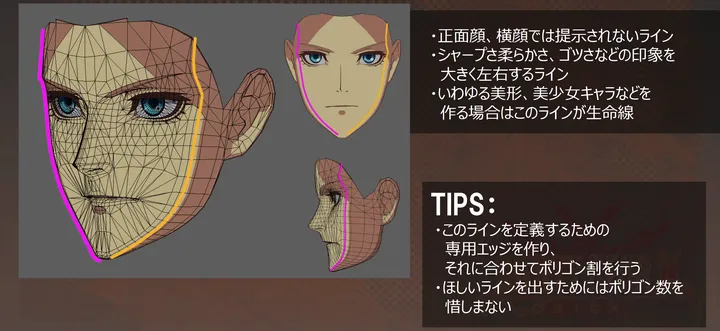 ・正面顔、横顔では提示されないライン
・シャープさ柔らかさ、ゴツさなどの印象を
大きく左右するライン
・いわゆる美形、美少女キャラなどを
作る場合はこのラインが生命線
TIPS:
・このラインを定義するための
専用エッジを作り、
それに合わせてポリゴン割を行う
・ほしいラインを出すためにはポリゴン数を
惜しまない